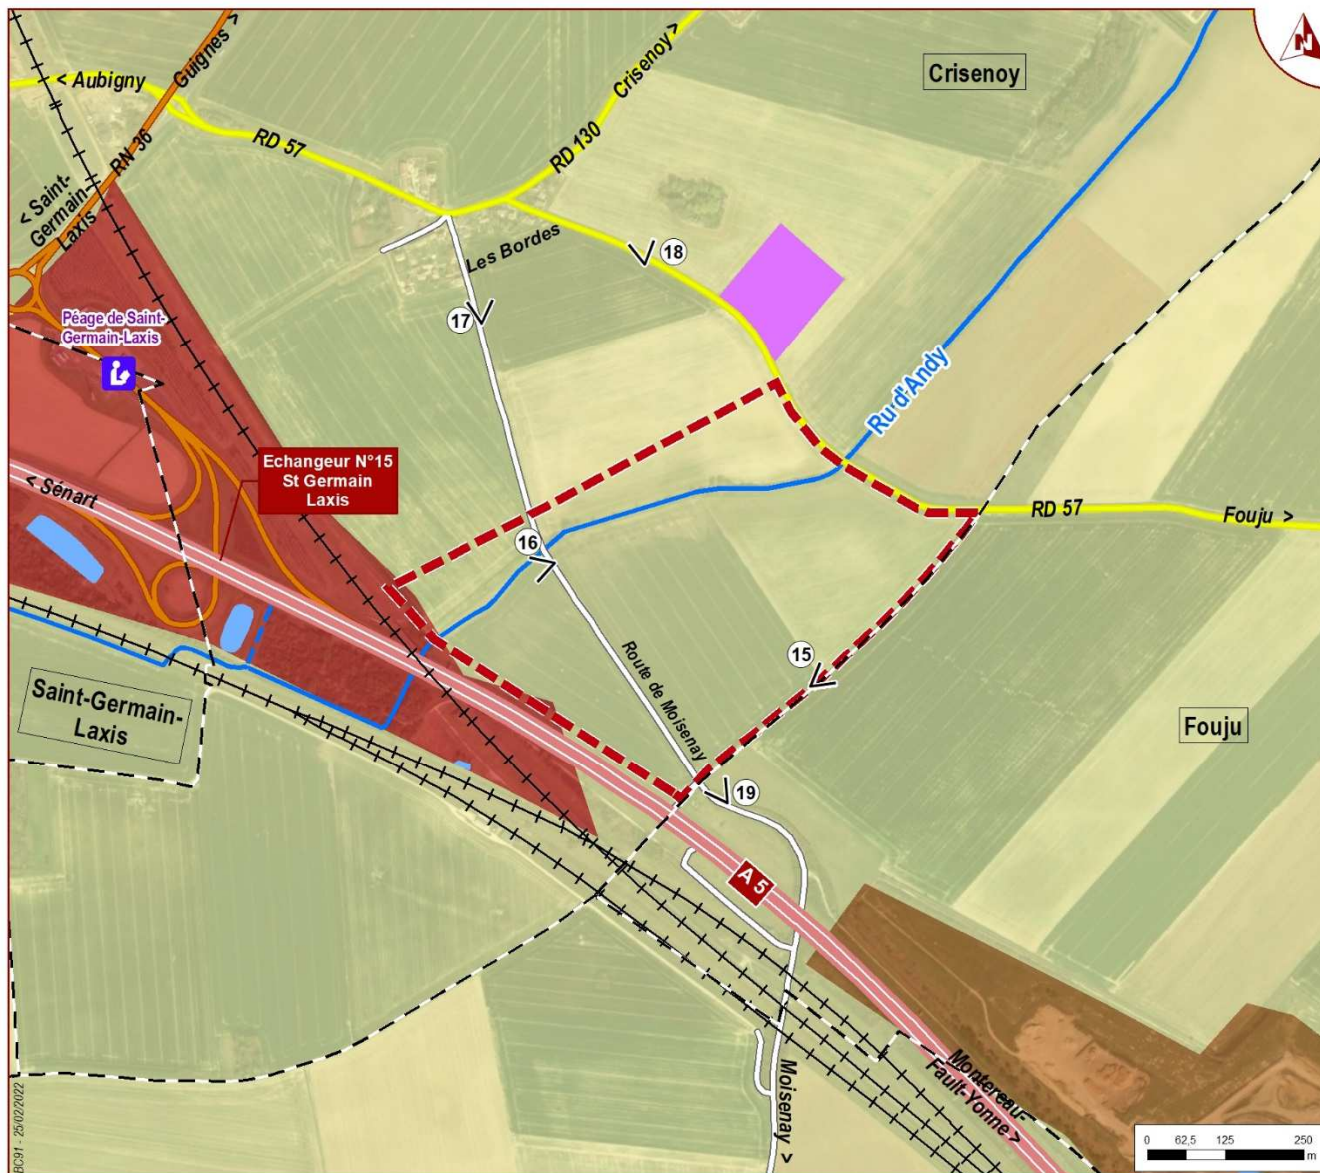 N
Crisenoy
< Aubigny
Guignes >
RN 36
< Saint-
Germain-
Laxis
RD 57
RD 130
Crisenoy >
Les Bordes
18
17
Péage de Saint-
Germain-Laxis
Ru d'Andy
Echangeur N°15
St Germain
Laxis
< Sénart
RD 57
Fouju >
16
15
Route de Moisenay
Saint-Germain-
Laxis
Fouju
19
A 5
Montereau-
Fault-Yonne >
Moisenay >
BC91 - 25/02/2022
0 62,5 125 250
m